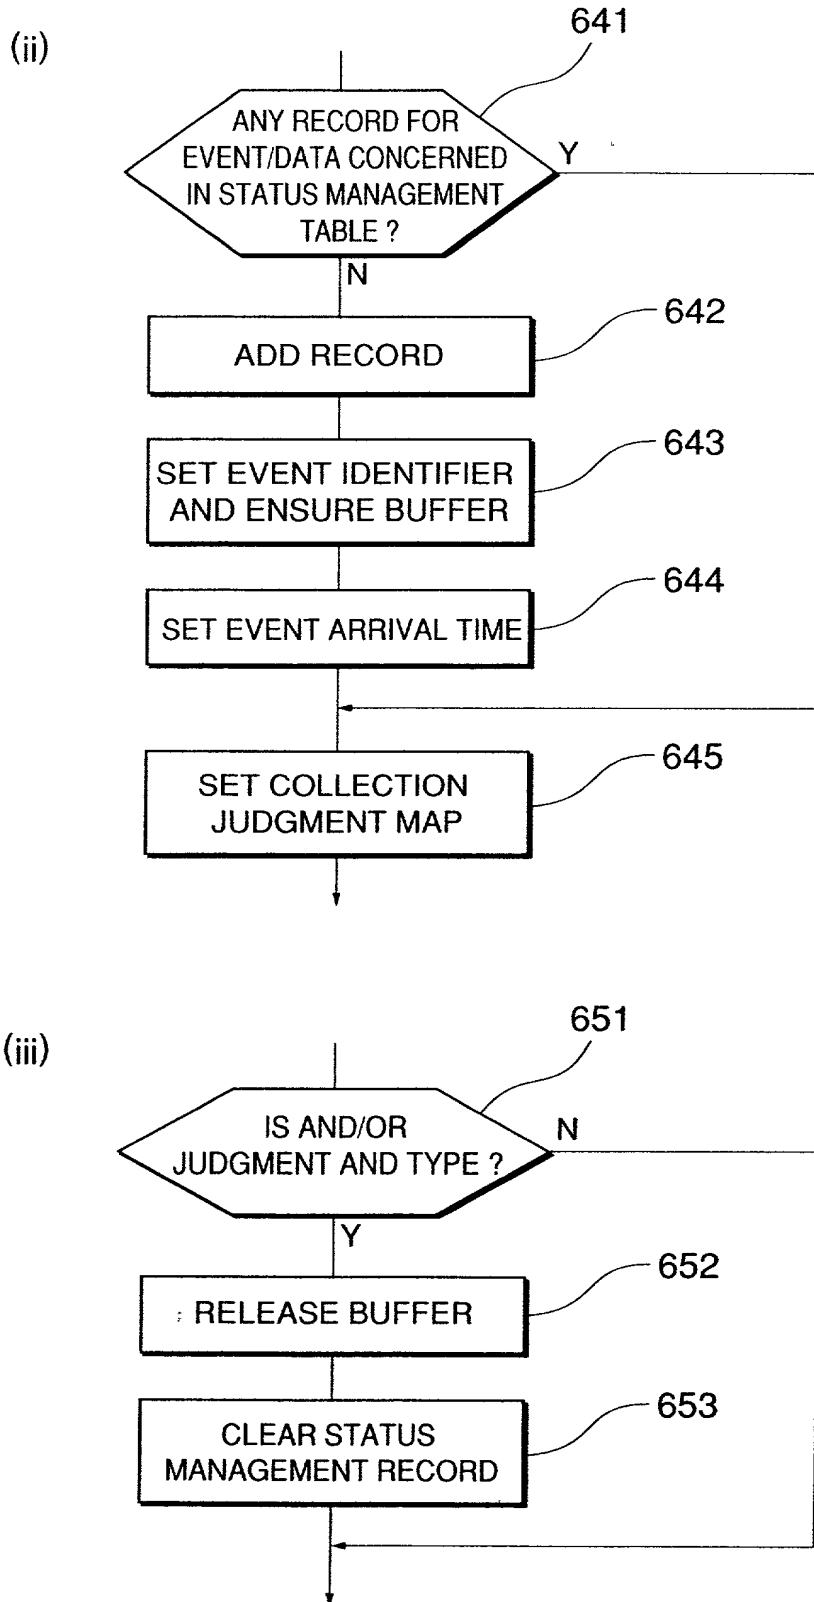 (ii)
641
ANY RECORD FOR
EVENT/DATA CONCERNED
IN STATUS MANAGEMENT
TABLE ?
Y
N
642
ADD RECORD
643
SET EVENT IDENTIFIER
AND ENSURE BUFFER
644
SET EVENT ARRIVAL TIME
645
SET COLLECTION
JUDGMENT MAP
(iii)
651
IS AND/OR
JUDGMENT AND TYPE ?
N
Y
652
RELEASE BUFFER
653
CLEAR STATUS
MANAGEMENT RECORD